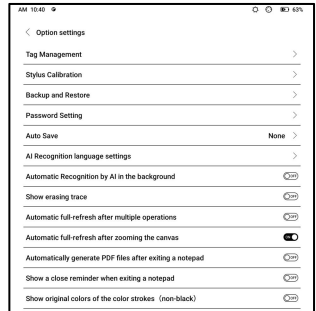 AM 10:40 63%
Option settings
Tag Management
Stylus Calibration
Backup and Restore
Password Setting
Auto Save None
AI Recognition language settings
Automatic Recognition by AI in the background OFF
Show erasing trace OFF
Automatic full-refresh after multiple operations OFF
Automatic full-refresh after zooming the canvas ON
Automatically generate PDF files after exiting a notepad OFF
Show a close reminder when exiting a notepad OFF
Show original colors of the color strokes（non-black） OFF